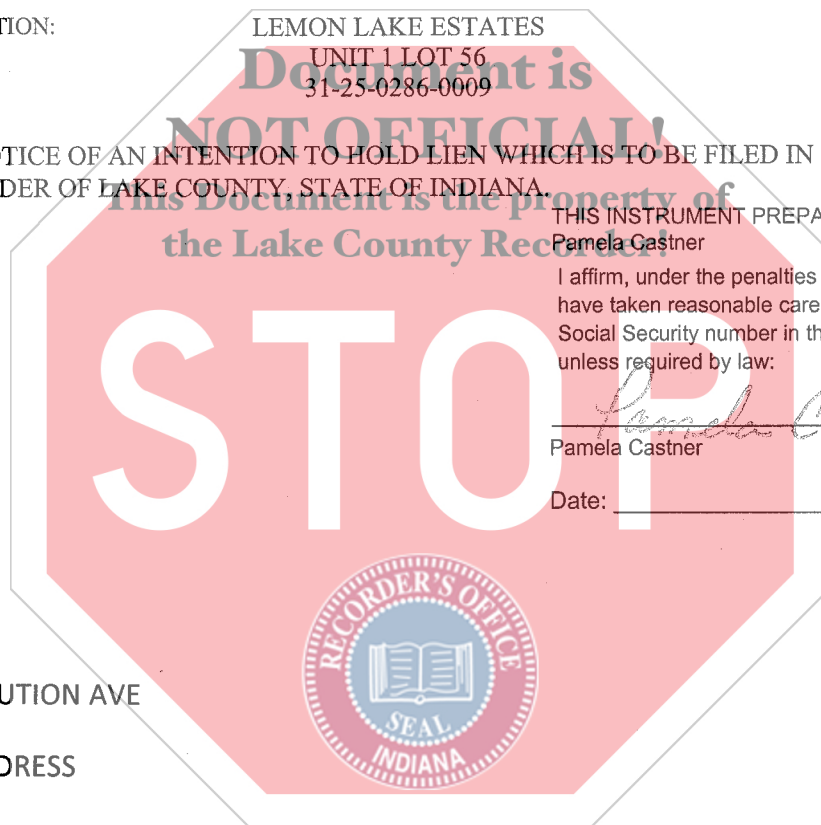 TION: LEMON LAKE ESTATES
UNIT 1 LOT 56
Document is
31-25-0286-0009
NOT OFFICIAL!
TICE OF AN INTENTION TO HOLD LIEN WHICH IS TO BE FILED IN
DER OF LAKE COUNTY, STATE OF INDIANA.
This Document is the property of
the Lake County Recorder!
THIS INSTRUMENT PREPA
Pamela Castner
I affirm, under the penalties
have taken reasonable care
Social Security number in th
unless required by law:
Pamela C
Pamela Castner
Date:
STOP
RECORDER'S OFFICE
SEAL
INDIANA
UTION AVE
DRESS